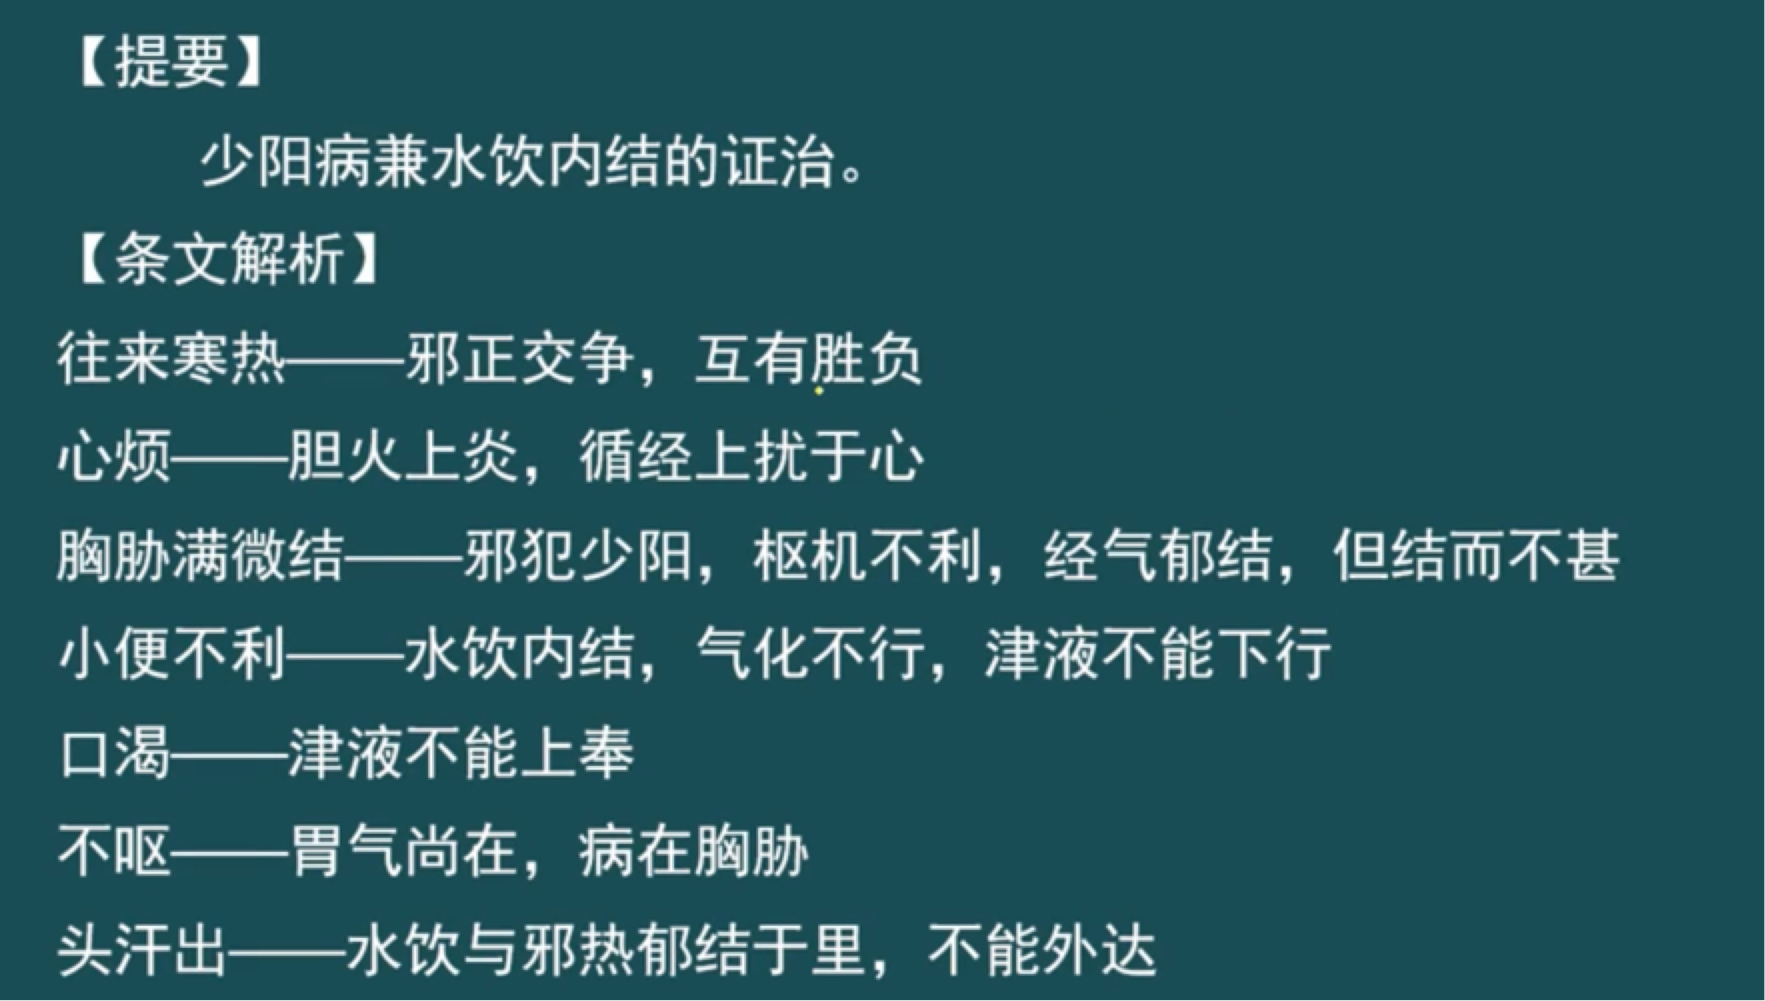 【提要】
少阳病兼水饮内结的证治。
【条文解析】
往来寒热——邪正交争，互有胜负
心烦——胆火上炎，循经上扰于心
胸胁满微结——邪犯少阳，枢机不利，经气郁结，但结而不甚
小便不利——水饮内结，气化不行，津液不能下行
口渴——津液不能上奉
不呕——胃气尚在，病在胸胁
头汗出——水饮与邪热郁结于里，不能外达